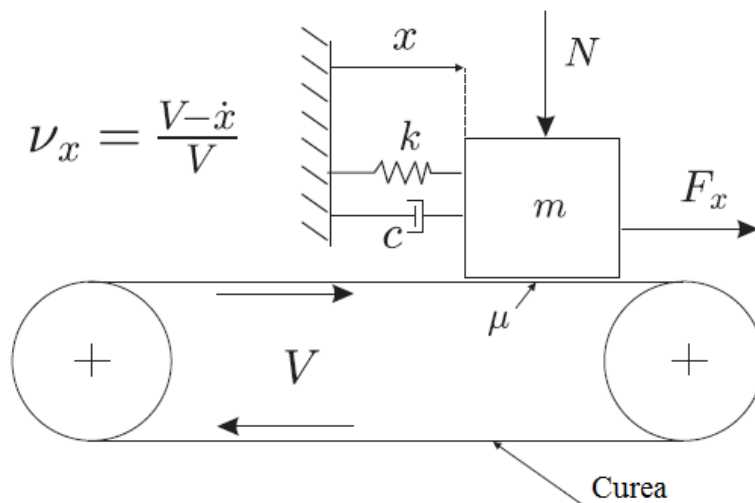 x
N
ν_x = (V−ẋ)/V
k
m
F_x
c
μ
V
Curea